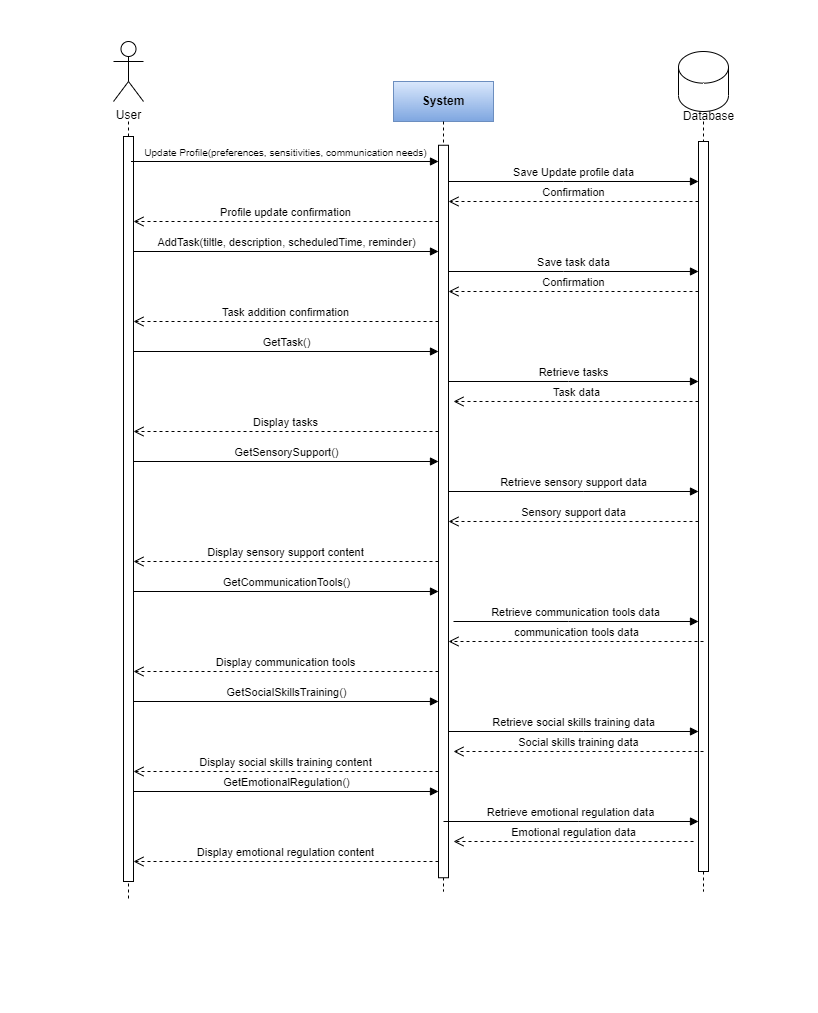 User
System
Database
Update Profile(preferences, sensitivities, communication needs)
Save Update profile data
Confirmation
Profile update confirmation
AddTask(tiltle, description, scheduledTime, reminder)
Save task data
Confirmation
Task addition confirmation
GetTask()
Retrieve tasks
Task data
Display tasks
GetSensorySupport()
Retrieve sensory support data
Sensory support data
Display sensory support content
GetCommunicationTools()
Retrieve communication tools data
communication tools data
Display communication tools
GetSocialSkillsTraining()
Retrieve social skills training data
Social skills training data
Display social skills training content
GetEmotionalRegulation()
Retrieve emotional regulation data
Emotional regulation data
Display emotional regulation content